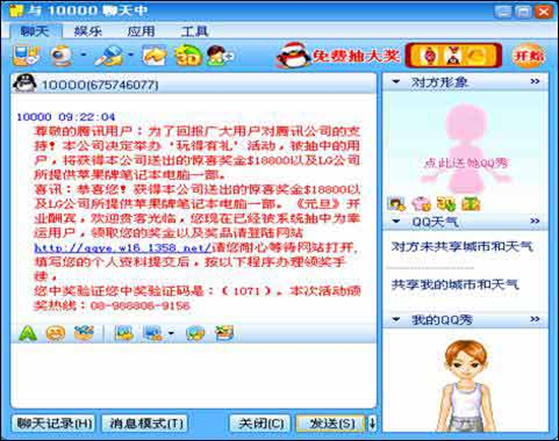 与 10000 聊天中
聊天 娱乐 应用 工具
免费抽大奖 开始
10000(675746077)
10000 09:22:04
尊敬的腾讯用户：为了回报广大用户对腾讯公司的支
持！本公司决定举办‘玩得有礼’活动，被抽中的用
户，将获得本公司送出的惊喜奖金$18800以及LG公司
所提供苹果牌笔记本电脑一部。
喜讯：恭喜您！获得本公司送出的惊喜奖金$18800以
及LG公司所提供苹果牌笔记本电脑一部。《元旦》开
业酬宾，欢迎贵客光临，您现在已经被系统抽中为幸
运用户，领取您的奖金以及奖品请登陆网站
http://qqye.w16.1358.net/请您耐心等待网站打开，
填写您的个人资料提交后，按以下程序办理领奖手
续，
您中奖验证您中奖验证码是：（1071）。本次活动颁
奖热线：08-988806-9156
聊天记录(H) 消息模式(T) 关闭(C) 发送(S)
对方形象
点此送她QQ秀
QQ天气
对方未共享城市和天气
共享我的城市和天气
我的QQ秀